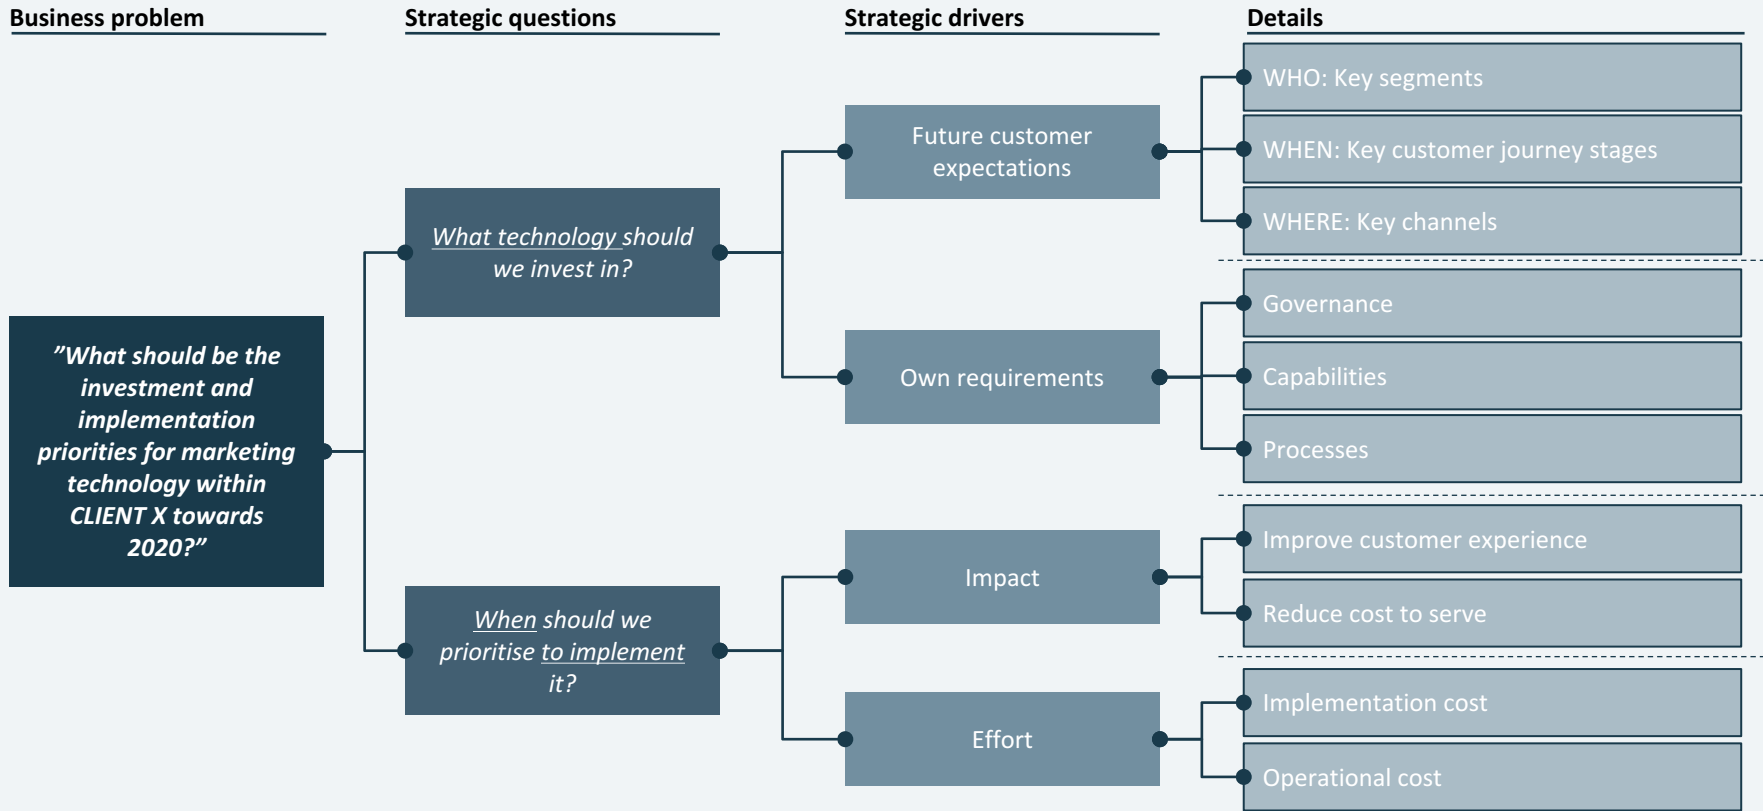 Business problem
Strategic questions
Strategic drivers
Details
”What should be the
investment and
implementation
priorities for marketing
technology within
CLIENT X towards
2020?”
What technology should
we invest in?
When should we
prioritise to implement
it?
Future customer
expectations
Own requirements
Impact
Effort
WHO: Key segments
WHEN: Key customer journey stages
WHERE: Key channels
Governance
Capabilities
Processes
Improve customer experience
Reduce cost to serve
Implementation cost
Operational cost